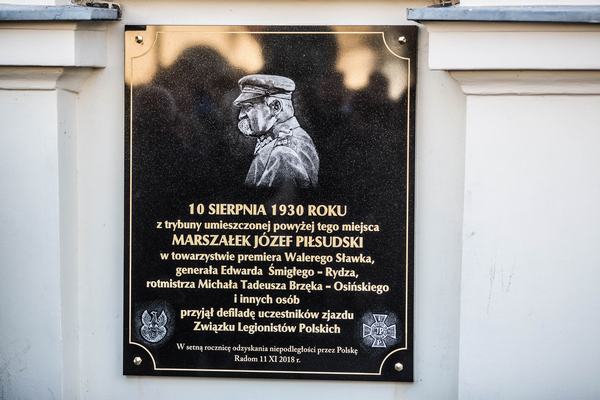 10 SIERPNIA 1930 ROKU
z trybuny umieszczonej powyżej tego miejsca
MARSZAŁEK JÓZEF PIŁSUDSKI
w towarzystwie premiera Walerego Sławka,
generała Edwarda Śmigłego – Rydza,
rotmistrza Michała Tadeusza Brzęka – Osińskiego
i innych osób
przyjął defiladę uczestników zjazdu
Związku Legionistów Polskich
W setną rocznicę odzyskania niepodległości przez Polskę
Radom 11 XI 2018 r.